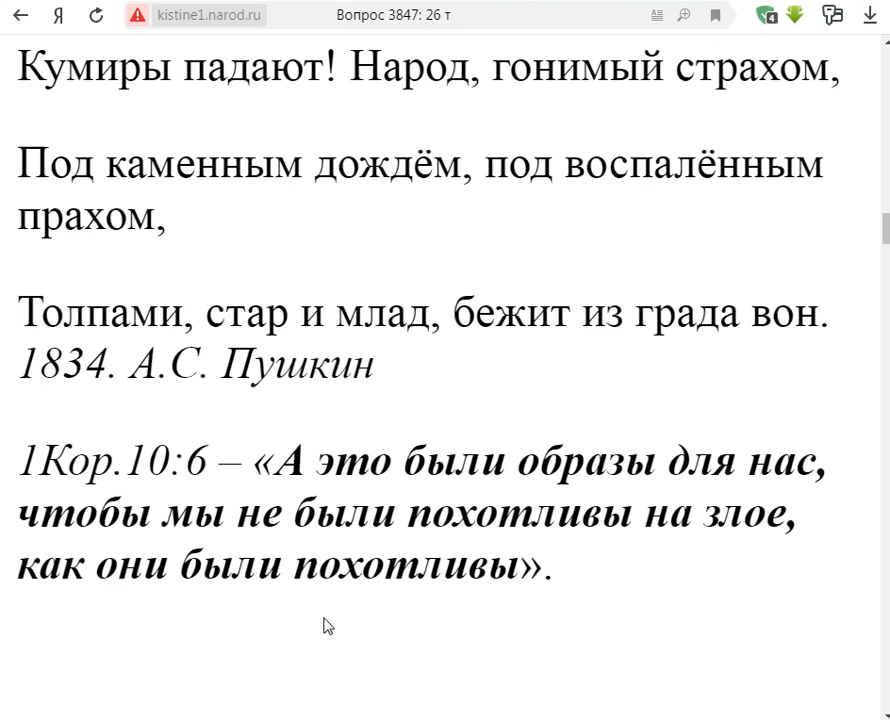 Я kistine1.narod.ru Вопрос 3847: 26 т 4
Кумиры падают! Народ, гонимый страхом,
Под каменным дождём, под воспалённым
прахом,
Толпами, стар и млад, бежит из града вон.
1834. А.С. Пушкин
1Кор.10:6 – «А это были образы для нас,
чтобы мы не были похотливы на злое,
как они были похотливы».